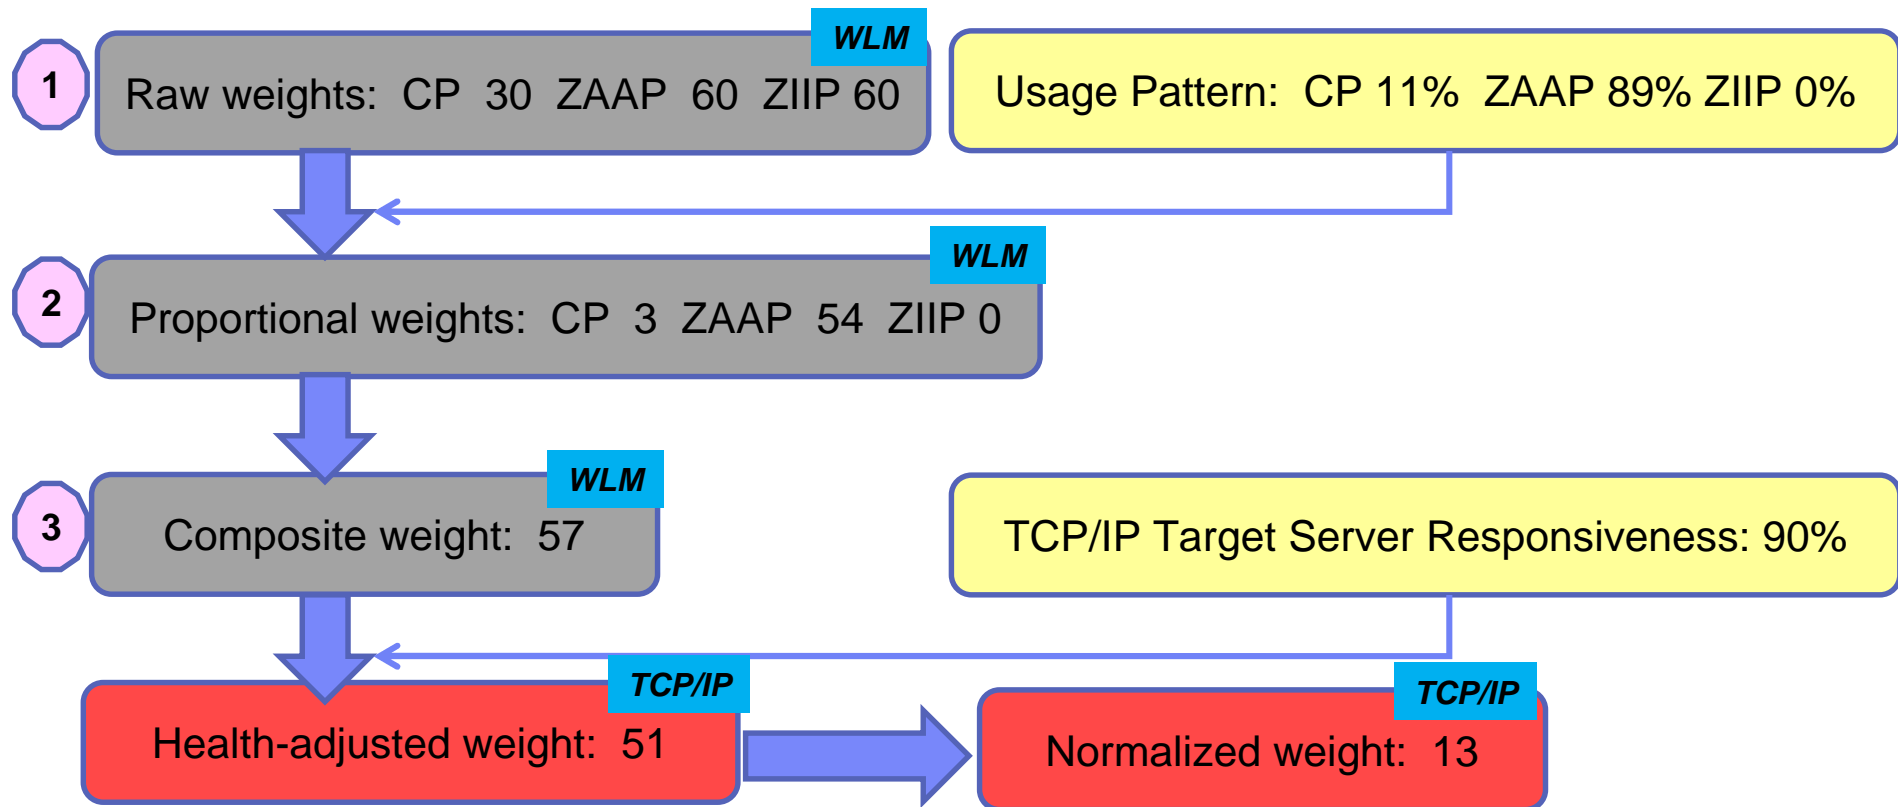 WLM
1
Raw weights: CP 30 ZAAP 60 ZIIP 60
Usage Pattern: CP 11% ZAAP 89% ZIIP 0%
WLM
2
Proportional weights: CP 3 ZAAP 54 ZIIP 0
WLM
3
Composite weight: 57
TCP/IP Target Server Responsiveness: 90%
TCP/IP
Health-adjusted weight: 51
TCP/IP
Normalized weight: 13